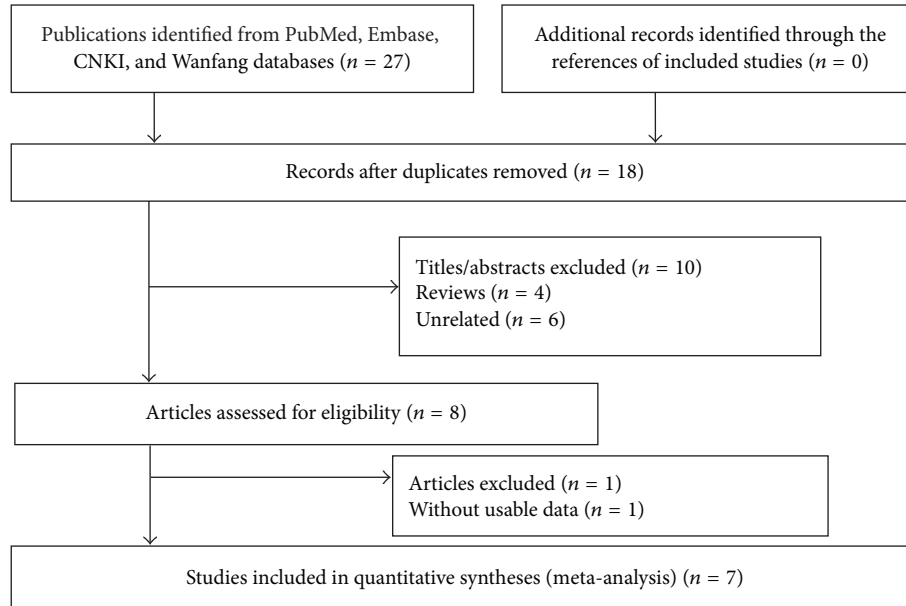 Publications identified from PubMed, Embase,
CNKI, and Wanfang databases (n = 27)
Additional records identified through the
references of included studies (n = 0)
Records after duplicates removed (n = 18)
Titles/abstracts excluded (n = 10)
Reviews (n = 4)
Unrelated (n = 6)
Articles assessed for eligibility (n = 8)
Articles excluded (n = 1)
Without usable data (n = 1)
Studies included in quantitative syntheses (meta-analysis) (n = 7)